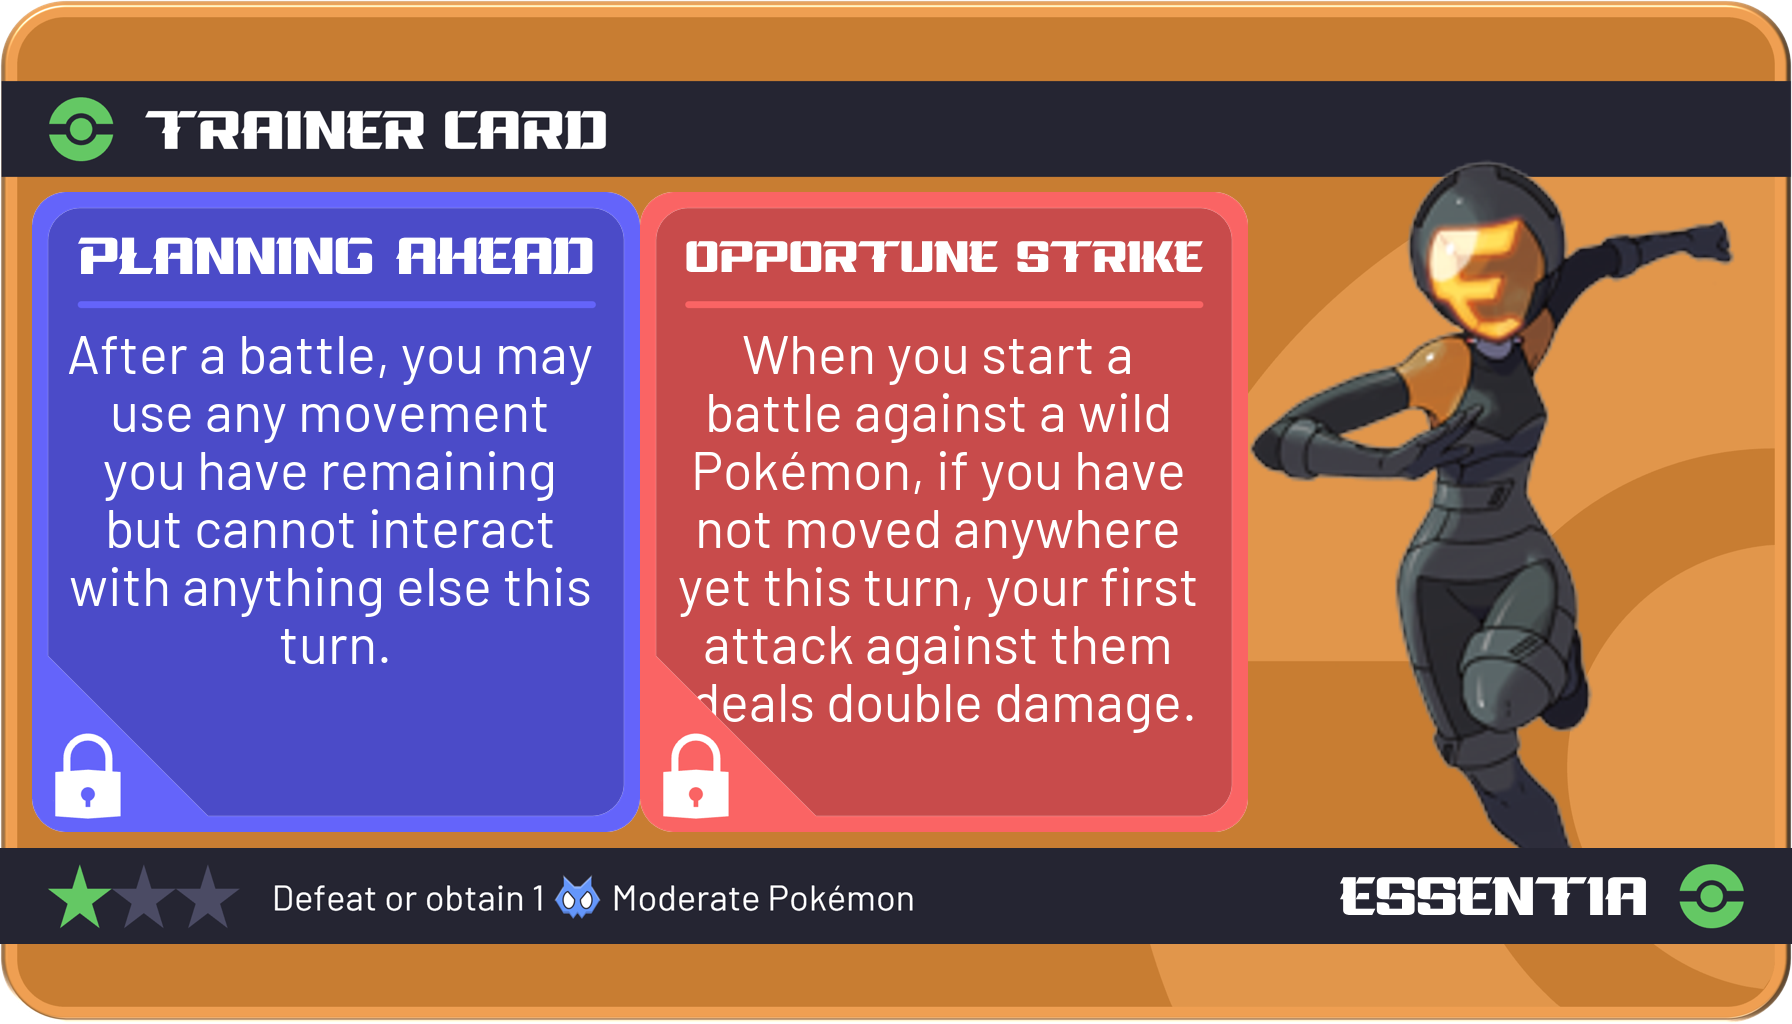 TRAINER CARD
PLANNING AHEAD
After a battle, you may
use any movement
you have remaining
but cannot interact
with anything else this
turn.
OPPORTUNE STRIKE
When you start a
battle against a wild
Pokémon, if you have
not moved anywhere
yet this turn, your first
attack against them
deals double damage.
Defeat or obtain 1 Moderate Pokémon
ESSENTIA